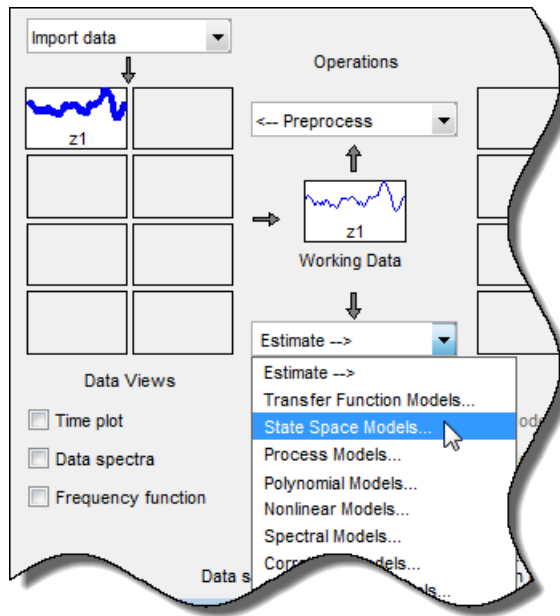 Import data
Operations
z1
<-- Preprocess
z1
Working Data
Estimate -->
Data Views
Estimate -->
Transfer Function Models...
Time plot
State Space Models...
Data spectra
Process Models...
Polynomial Models...
Frequency function
Nonlinear Models...
Spectral Models...
Data s